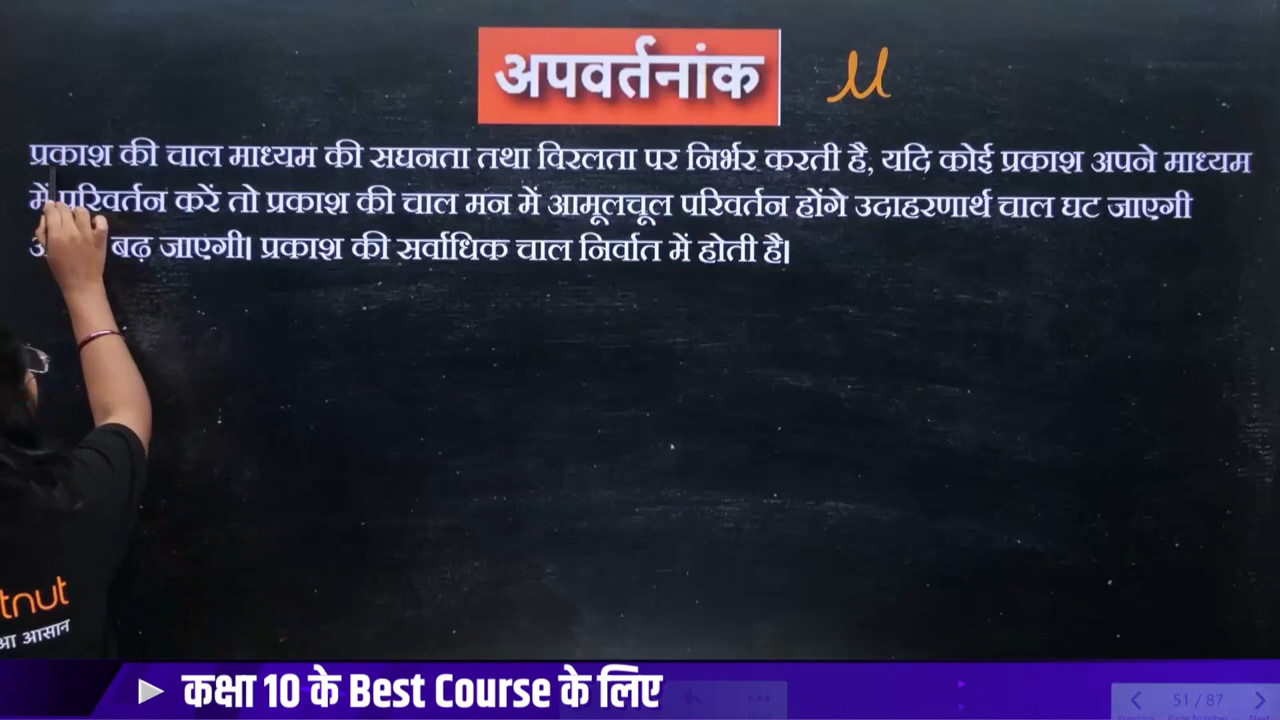 अपवर्तनांक μ
प्रकाश की चाल माध्यम की सघनता तथा विरलता पर निर्भर करती है, यदि कोई प्रकाश अपने माध्यम
में परिवर्तन करें तो प्रकाश की चाल मन में आमूलचूल परिवर्तन होंगे उदाहरणार्थ चाल घट जाएगी
बढ़ जाएगी। प्रकाश की सर्वाधिक चाल निर्वात में होती है।
tnut
आसान
कक्षा 10 के Best Course के लिए
51 / 87